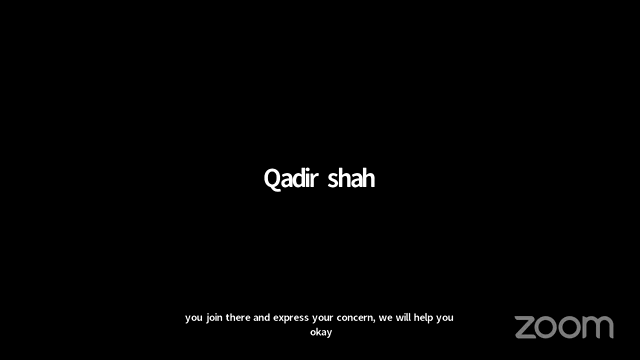 Qadir shah
you join there and express your concern, we will help you
okay
zoom